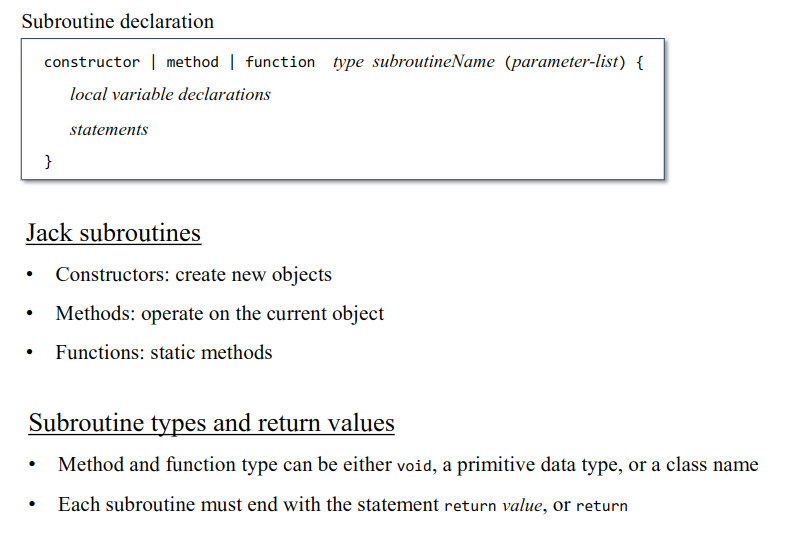 Subroutine declaration
constructor | method | function type subroutineName (parameter-list) {
local variable declarations
statements
}
Jack subroutines
• Constructors: create new objects
• Methods: operate on the current object
• Functions: static methods
Subroutine types and return values
• Method and function type can be either void, a primitive data type, or a class name
• Each subroutine must end with the statement return value, or return